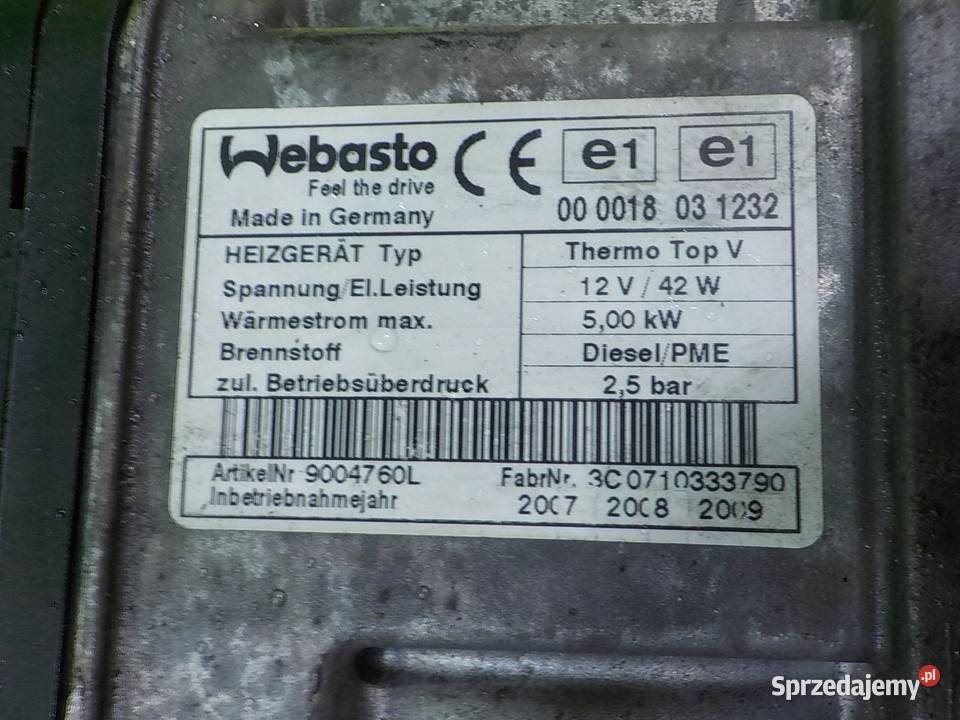 Webasto CE e1 e1
Feel the drive
Made in Germany 00 0018 03 1232
HEIZGERÄT Typ Thermo Top V
Spannung/El.Leistung 12 V / 42 W
Wärmestrom max. 5,00 kW
Brennstoff Diesel/PME
zul. Betriebsüberdruck 2,5 bar
ArtikelNr 9004760L FabrNr. 3C0710333790
Inbetriebnahmejahr 2007 2008 2009
Sprzedajemy.pl